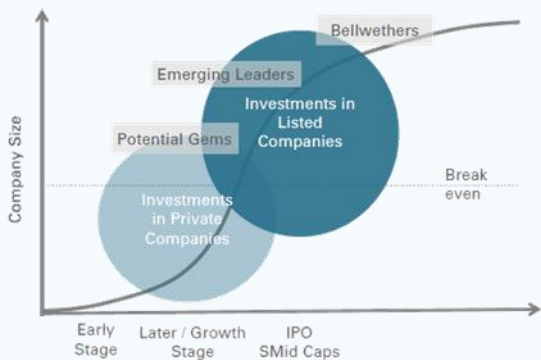 Bellwethers
Emerging Leaders
Investments in
Listed
Companies
Potential Gems
Company Size
Break
even
Investments
in Private
Companies
Early
Stage
Later / Growth
Stage
IPO
SMid Caps